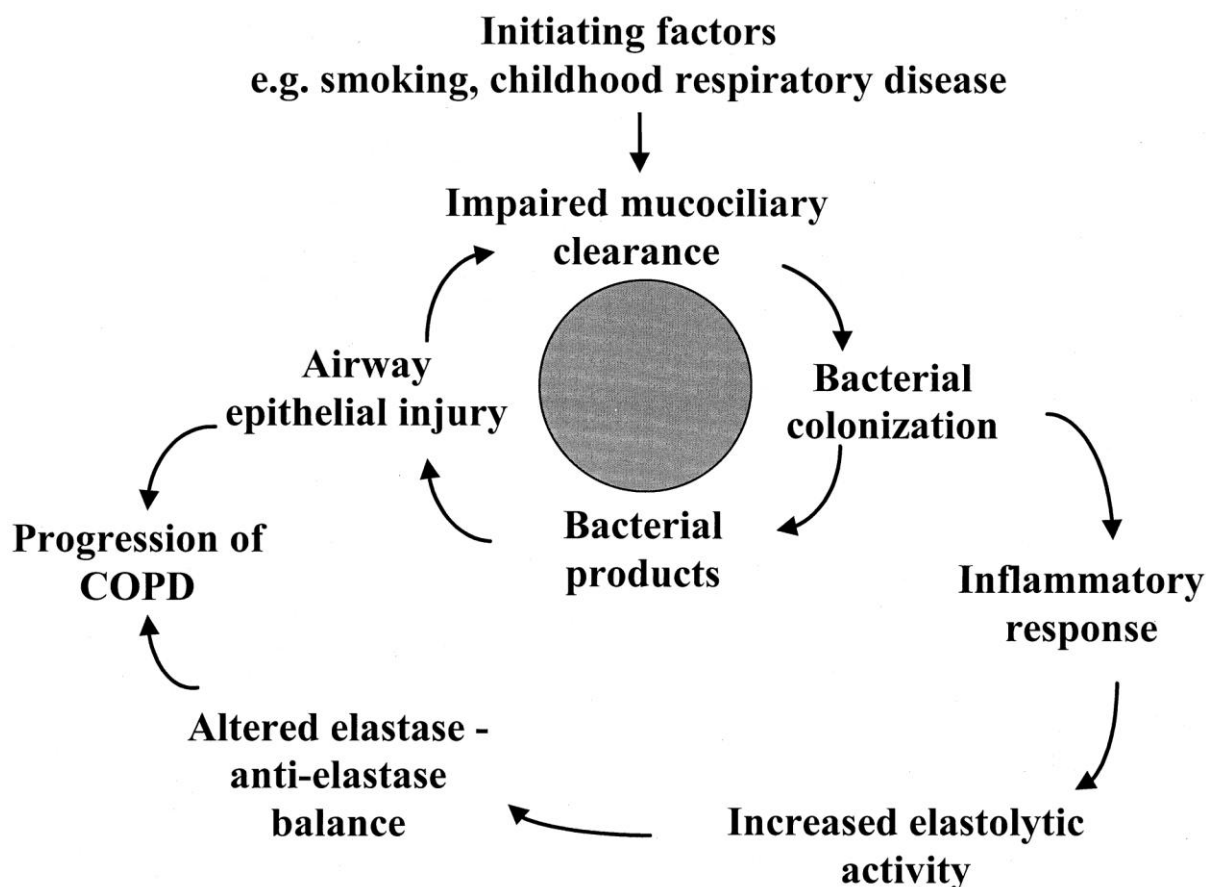 Initiating factors
e.g. smoking, childhood respiratory disease
Impaired mucociliary
clearance
Bacterial
colonization
Bacterial
products
Airway
epithelial injury
Inflammatory
response
Increased elastolytic
activity
Altered elastase -
anti-elastase
balance
Progression of
COPD